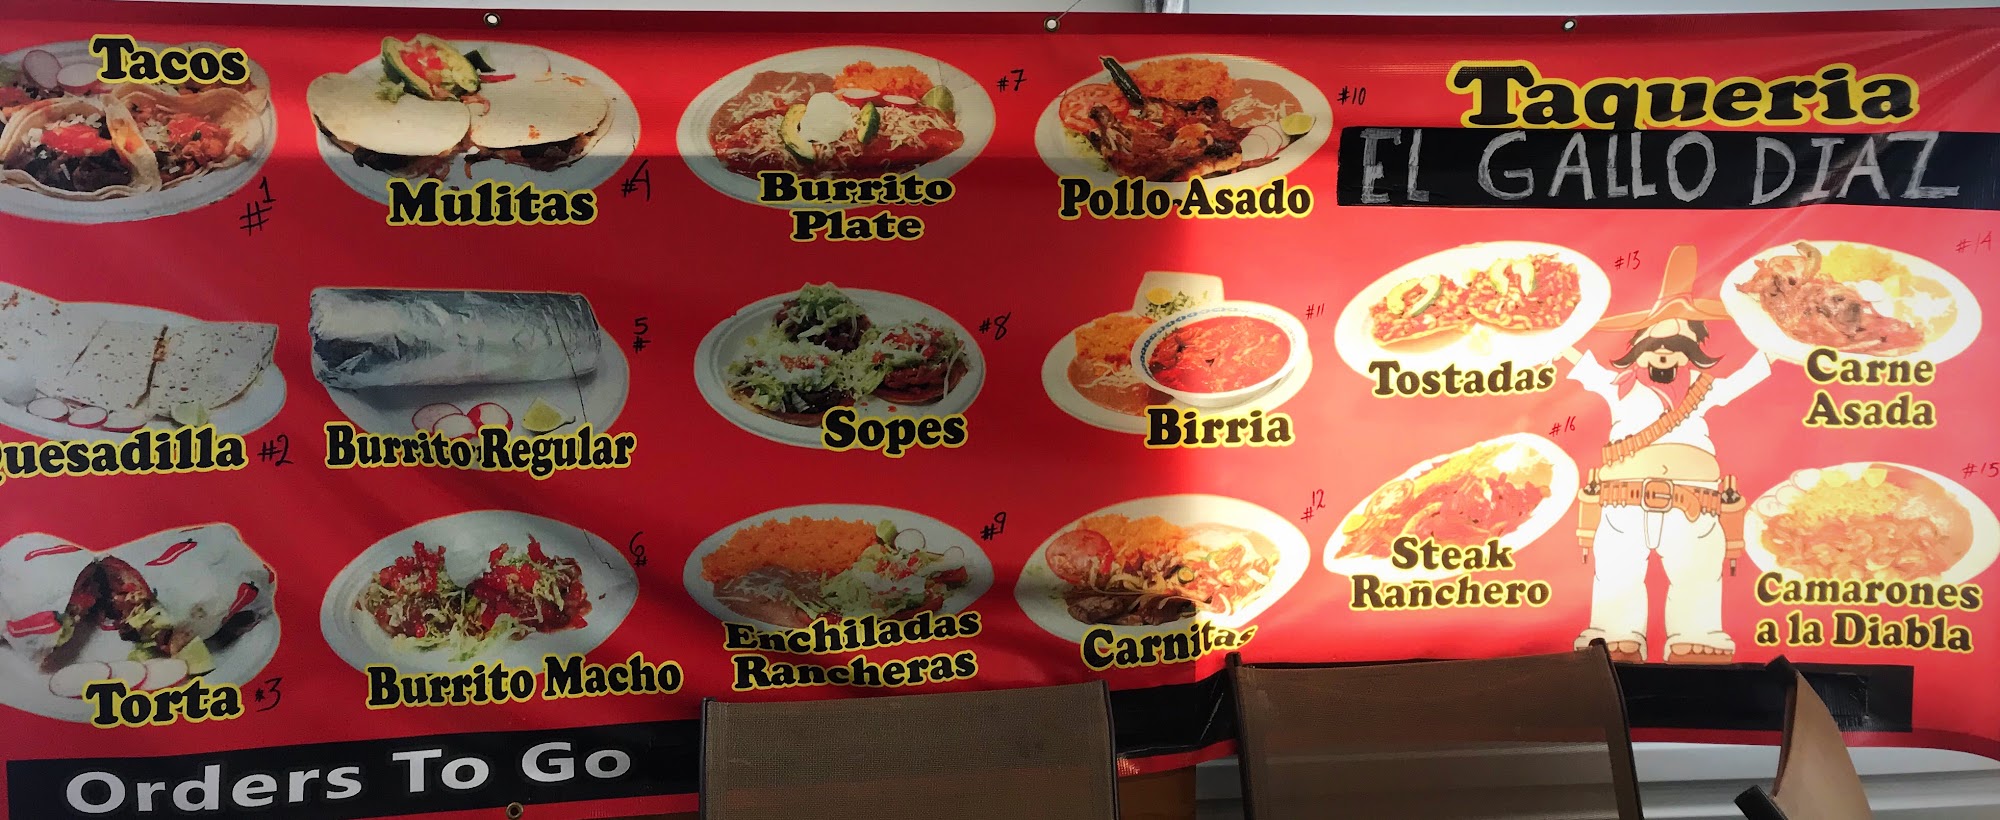 Tacos
#1
Mulitas
#4
Burrito
Plate
#7
Pollo Asado
#10
Taqueria
EL GALLO DIAZ
Quesadilla
#2
Burrito Regular
5
#
Sopes
#8
Birria
#11
Tostadas
#13
Carne
Asada
#14
Torta
#3
Burrito Macho
6
#
Enchiladas
Rancheras
#9
Carnitas
#12
Steak
Ranchero
#16
Camarones
a la Diabla
#15
Orders To Go